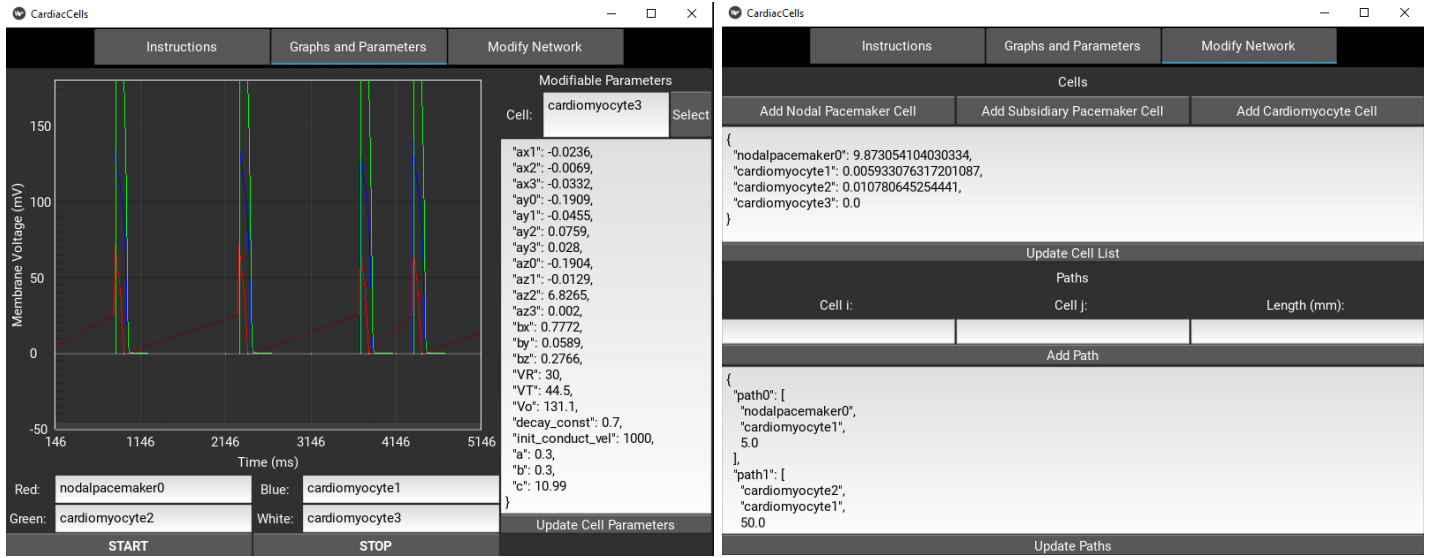 CardiacCells
Instructions
Graphs and Parameters
Modify Network
150
100
50
0
-50
Membrane Voltage (mV)
146
1146
2146
3146
4146
5146
Time (ms)
Red:
nodalpacemaker0
Blue:
cardiomyocyte1
Green:
cardiomyocyte2
White:
cardiomyocyte3
START
STOP
Modifiable Parameters
Cell:
cardiomyocyte3
Select
"ax1": -0.0236,
"ax2": -0.0069,
"ax3": -0.0332,
"ay0": -0.1909,
"ay1": -0.0455,
"ay2": 0.0759,
"ay3": 0.028,
"az0": -0.1904,
"az1": -0.0129,
"az2": 6.8265,
"az3": 0.002,
"bx": 0.7772,
"by": 0.0589,
"bz": 0.2766,
"VR": 30,
"VT": 44.5,
"Vo": 131.1,
"decay_const": 0.7,
"init_conduct_vel": 1000,
"a": 0.3,
"b": 0.3,
"c": 10.99
}
Update Cell Parameters
CardiacCells
Instructions
Graphs and Parameters
Modify Network
Cells
Add Nodal Pacemaker Cell
Add Subsidiary Pacemaker Cell
Add Cardiomyocyte Cell
{
"nodalpacemaker0": 9.873054104030334,
"cardiomyocyte1": 0.005933076317201087,
"cardiomyocyte2": 0.010780645254441,
"cardiomyocyte3": 0.0
}
Update Cell List
Paths
Cell i:
Cell j:
Length (mm):
Add Path
{
"path0": [
"nodalpacemaker0",
"cardiomyocyte1",
5.0
],
"path1": [
"cardiomyocyte2",
"cardiomyocyte1",
50.0
Update Paths